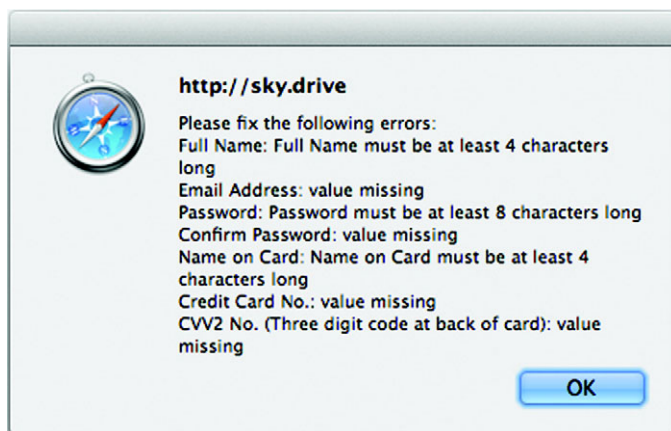 http://sky.drive
Please fix the following errors:
Full Name: Full Name must be at least 4 characters
long
Email Address: value missing
Password: Password must be at least 8 characters long
Confirm Password: value missing
Name on Card: Name on Card must be at least 4
characters long
Credit Card No.: value missing
CVV2 No. (Three digit code at back of card): value
missing
OK